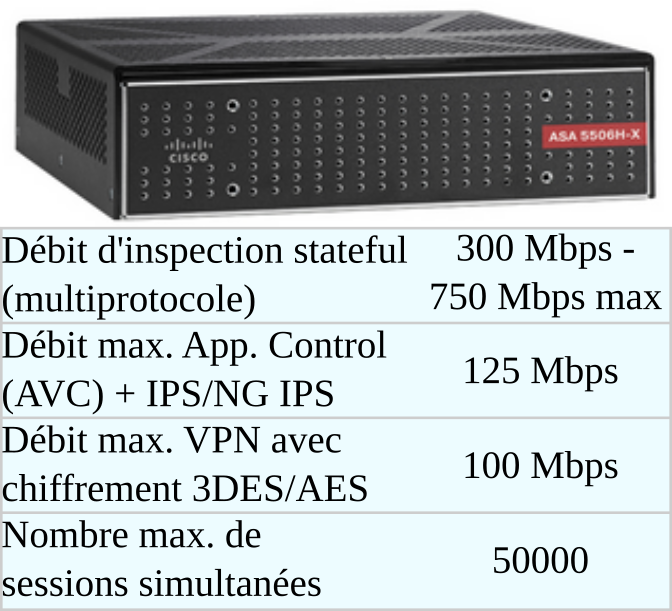 ASA 5506H-X
CISCO
Débit d'inspection stateful
(multiprotocole)
300 Mbps -
750 Mbps max
Débit max. App. Control
(AVC) + IPS/NG IPS
125 Mbps
Débit max. VPN avec
chiffrement 3DES/AES
100 Mbps
Nombre max. de
sessions simultanées
50000